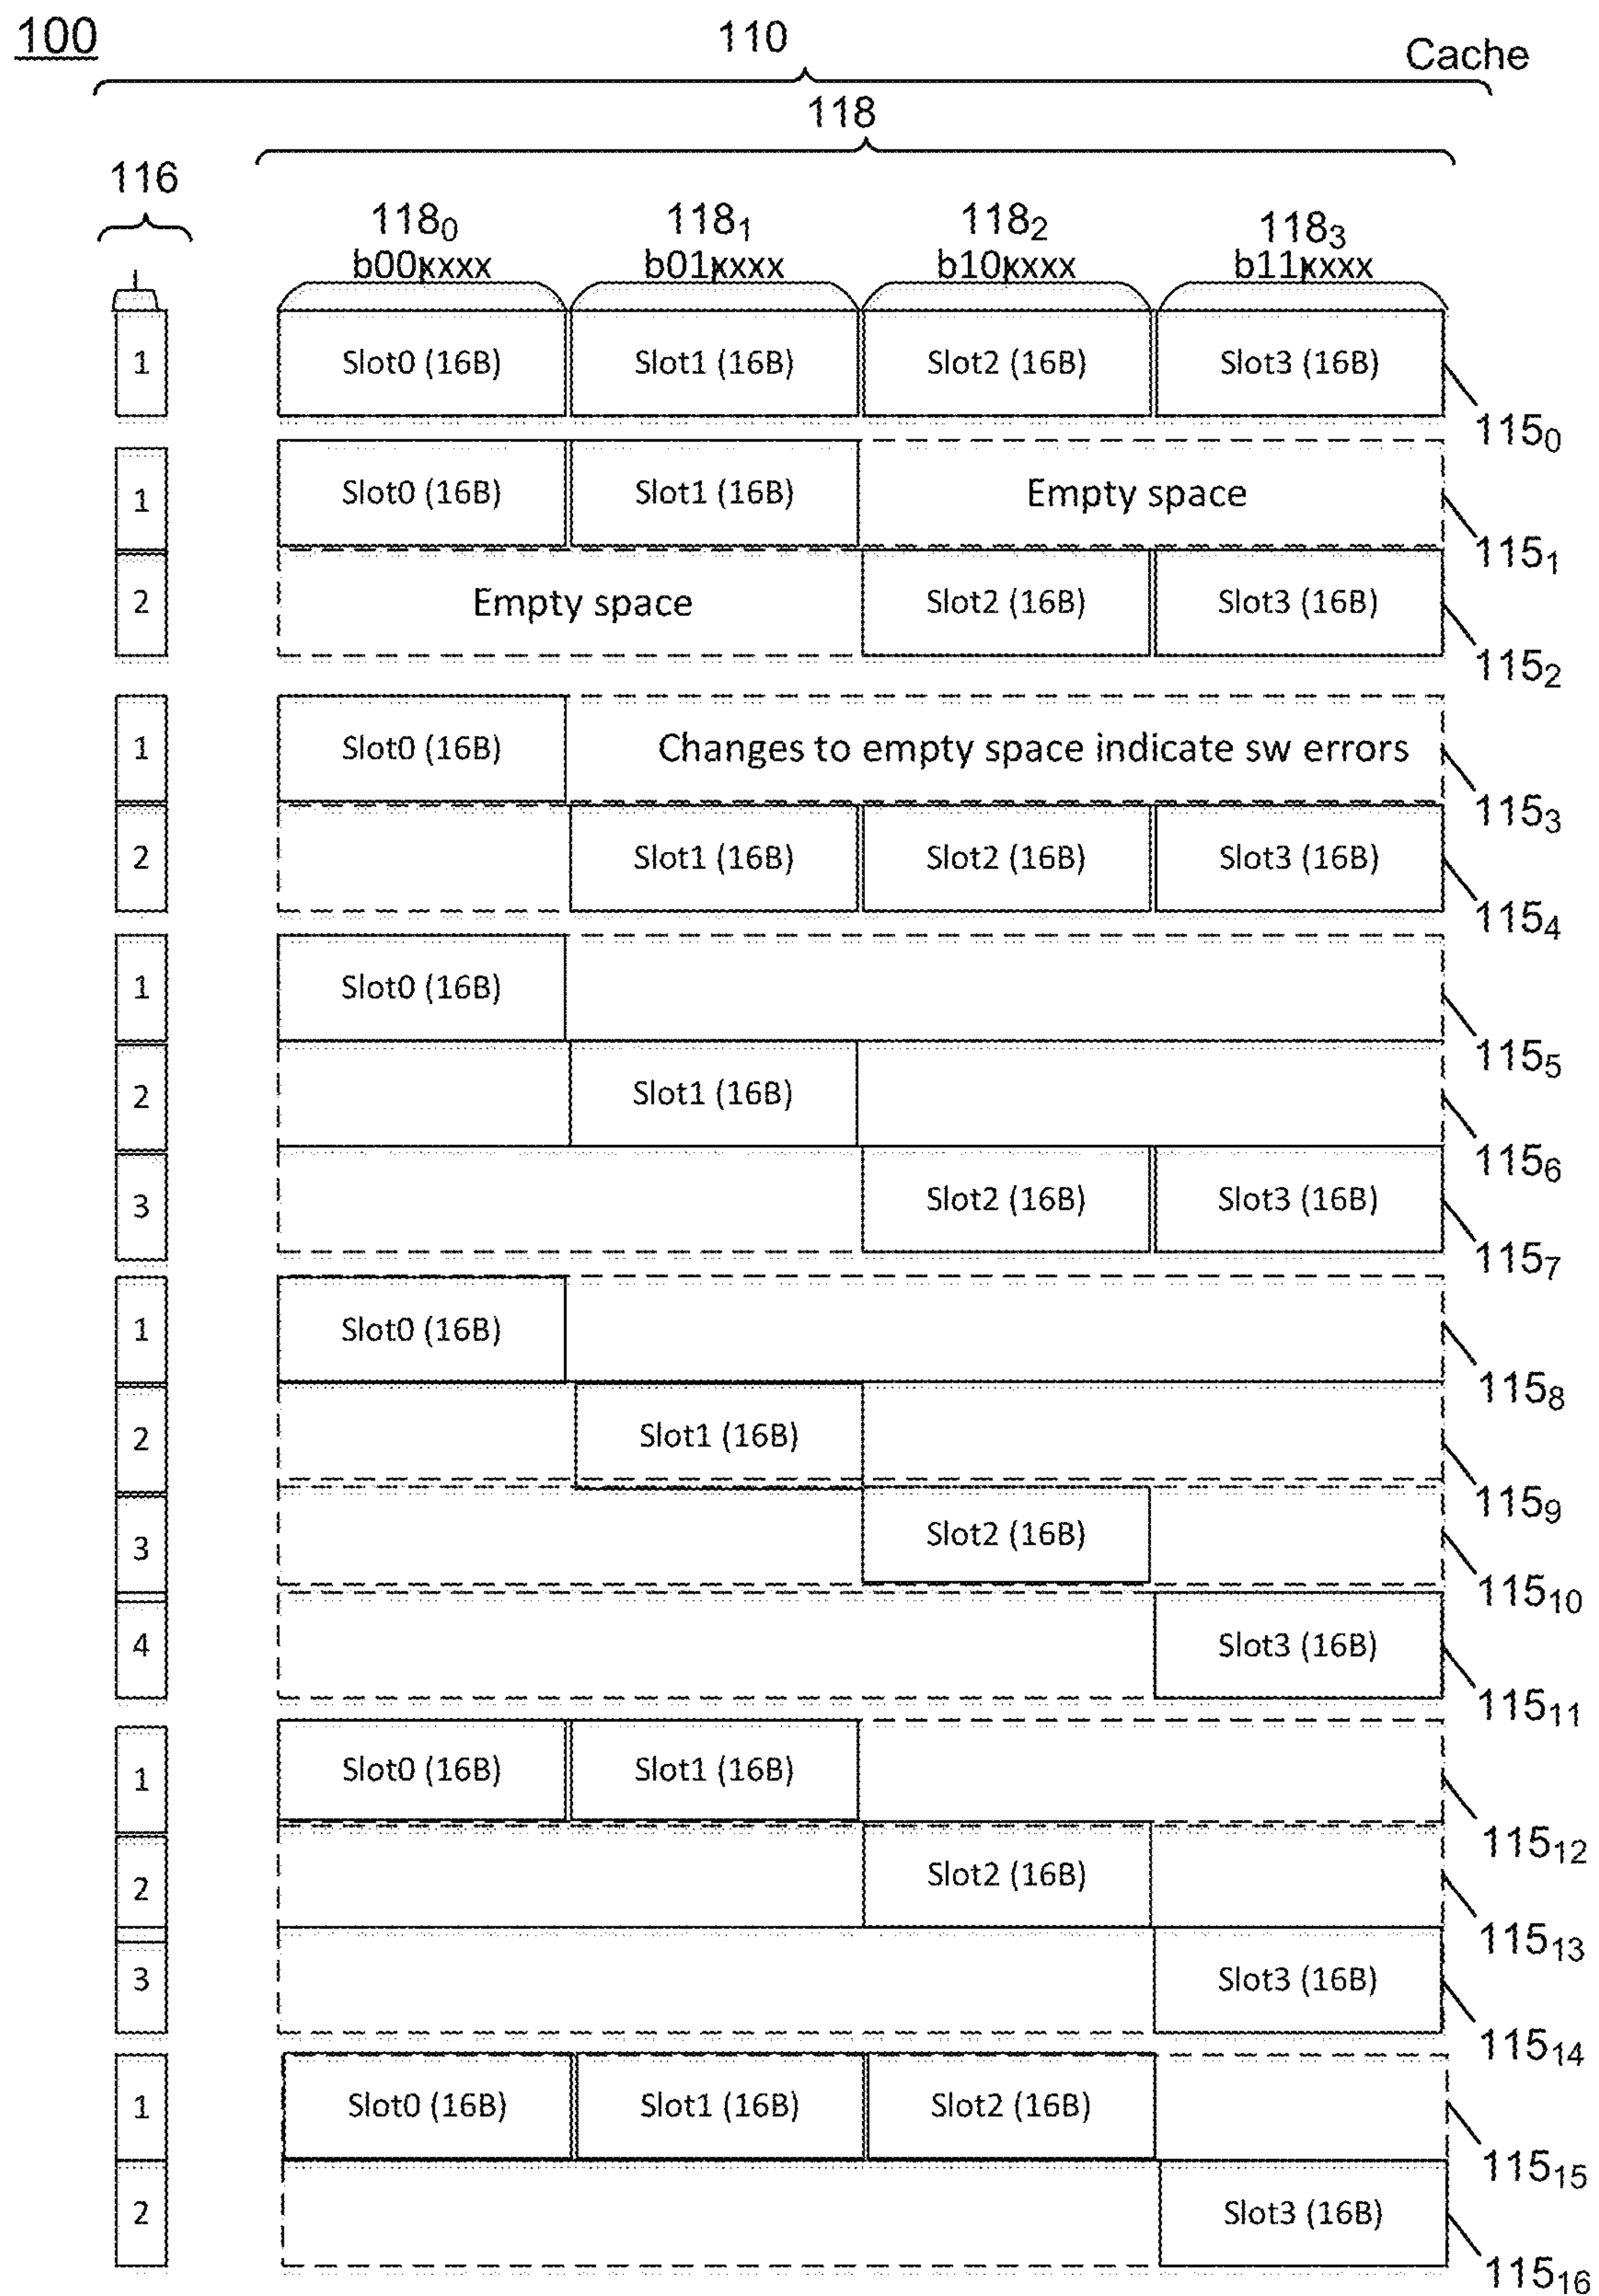 100
110
Cache
118
116
118₀ 118₁ 118₂ 118₃
b00xxxx b01xxxx b10xxxx b11xxxx
1 Slot0 (16B) Slot1 (16B) Slot2 (16B) Slot3 (16B)
115₀
1 Slot0 (16B) Slot1 (16B) Empty space
115₁
2 Empty space Slot2 (16B) Slot3 (16B)
115₂
1 Slot0 (16B) Changes to empty space indicate sw errors
115₃
2 Slot1 (16B) Slot2 (16B) Slot3 (16B)
115₄
1 Slot0 (16B)
115₅
2 Slot1 (16B)
115₆
3 Slot2 (16B) Slot3 (16B)
115₇
1 Slot0 (16B)
115₈
2 Slot1 (16B)
115₉
3 Slot2 (16B)
115₁₀
4 Slot3 (16B)
115₁₁
1 Slot0 (16B) Slot1 (16B)
115₁₂
2 Slot2 (16B)
115₁₃
3 Slot3 (16B)
115₁₄
1 Slot0 (16B) Slot1 (16B) Slot2 (16B)
115₁₅
2 Slot3 (16B)
115₁₆